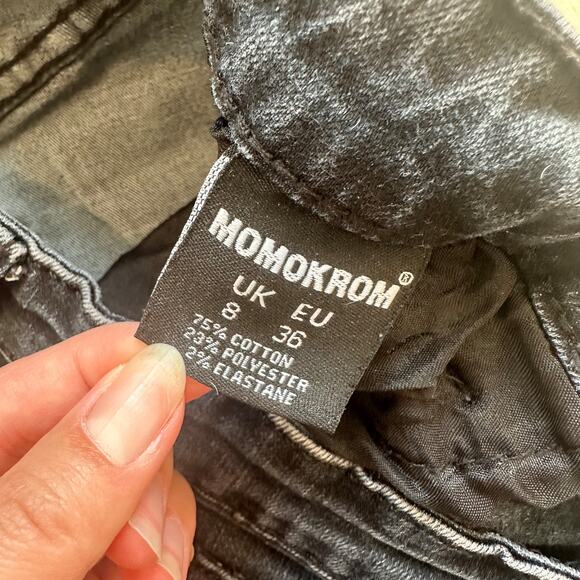 MOMOKROM®
UK EU
8 36
75% COTTON
23% POLYESTER
2% ELASTANE